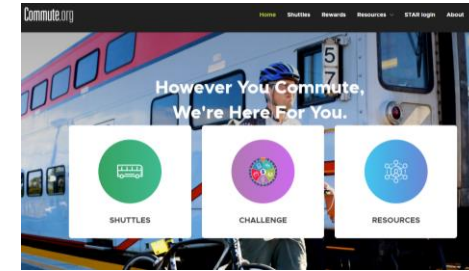 Commute.org
Home Shuttles Rewards Resources STAR login About
5
7
However You Commute,
We're Here For You.
SHUTTLES CHALLENGE RESOURCES